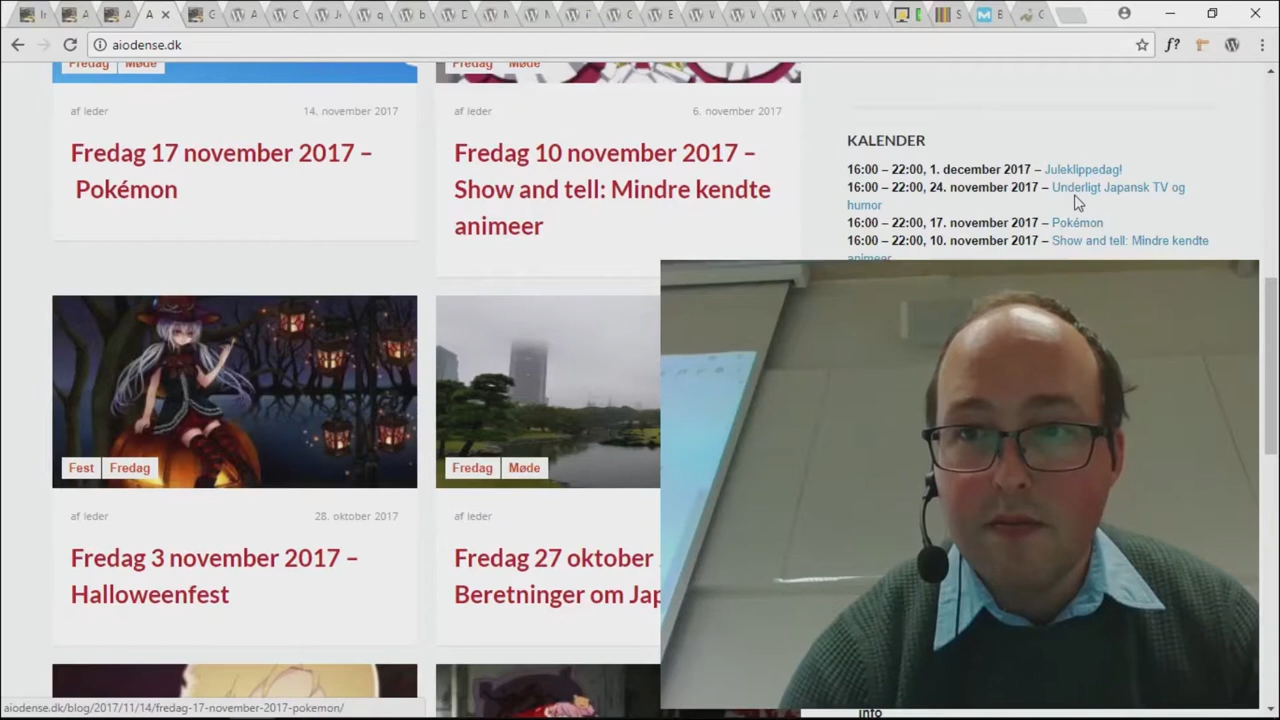 aiodense.dk
Fredag Møde
Fredag Møde
af leder 14. november 2017
Fredag 17 november 2017 –
Pokémon
af leder 6. november 2017
Fredag 10 november 2017 –
Show and tell: Mindre kendte
animeer
KALENDER
16:00 – 22:00, 1. december 2017 – Juleklippedag!
16:00 – 22:00, 24. november 2017 – Underligt Japansk TV og
humor
16:00 – 22:00, 17. november 2017 – Pokémon
16:00 – 22:00, 10. november 2017 – Show and tell: Mindre kendte
animeer
Fest Fredag
Fredag Møde
af leder 28. oktober 2017
Fredag 3 november 2017 –
Halloweenfest
af leder
Fredag 27 oktober
Beretninger om Jap
aiodense.dk/blog/2017/11/14/fredag-17-november-2017-pokemon/
info